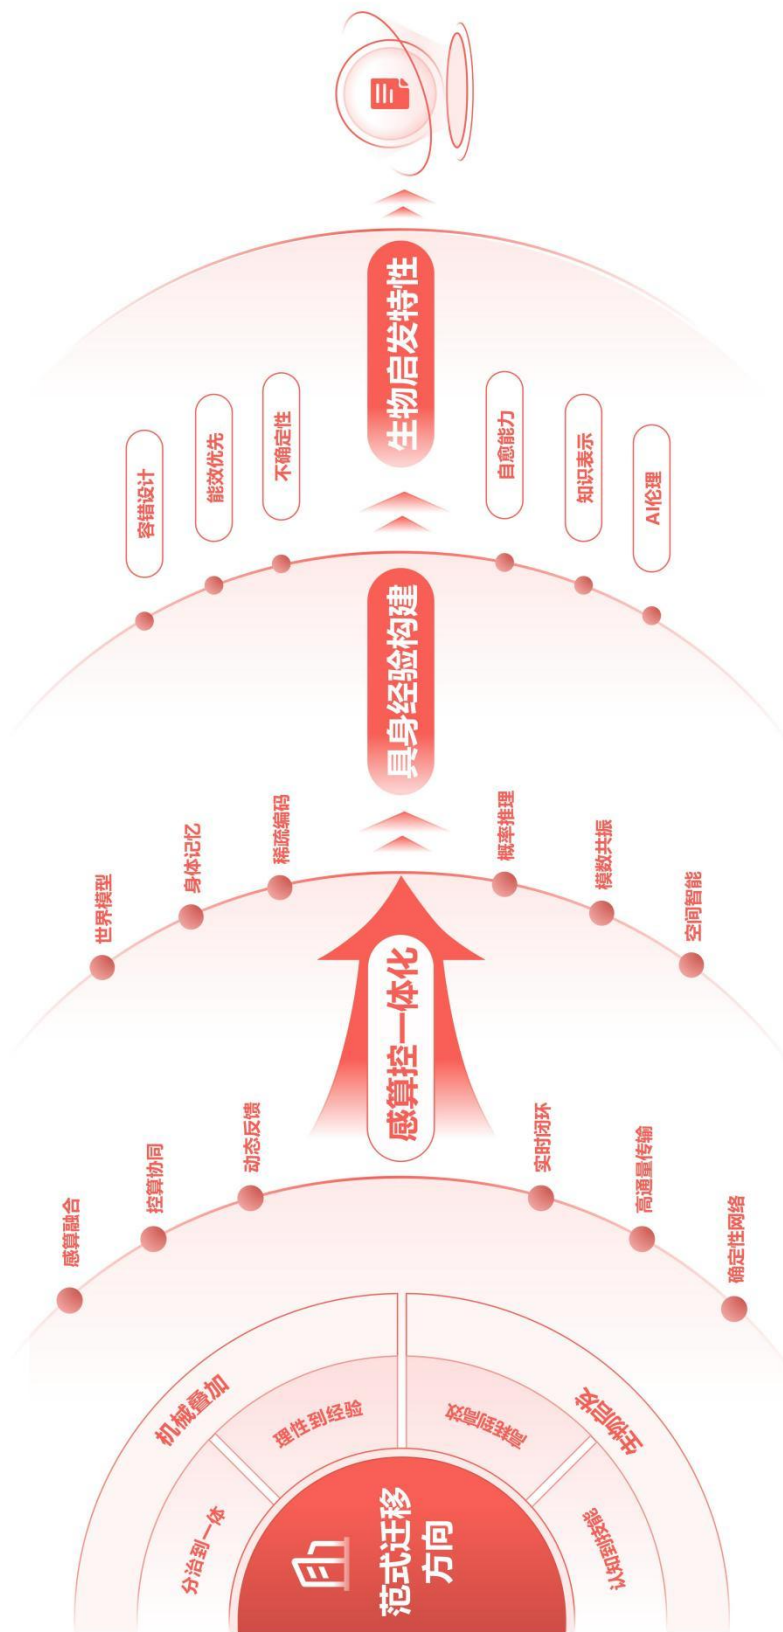 生物启发特性
容错设计
能效优先
不确定性
自愈能力
知识表示
AI伦理
具身经验构建
世界模型
身体记忆
稀疏编码
概率推理
模数共振
空间智能
感算控一体化
感算融合
控算协同
动态反馈
实时闭环
高通量传输
确定性网络
机械叠加
生物启发
分治到一体
理性到经验
高耗到高效
认知到技能
范式迁移
方向